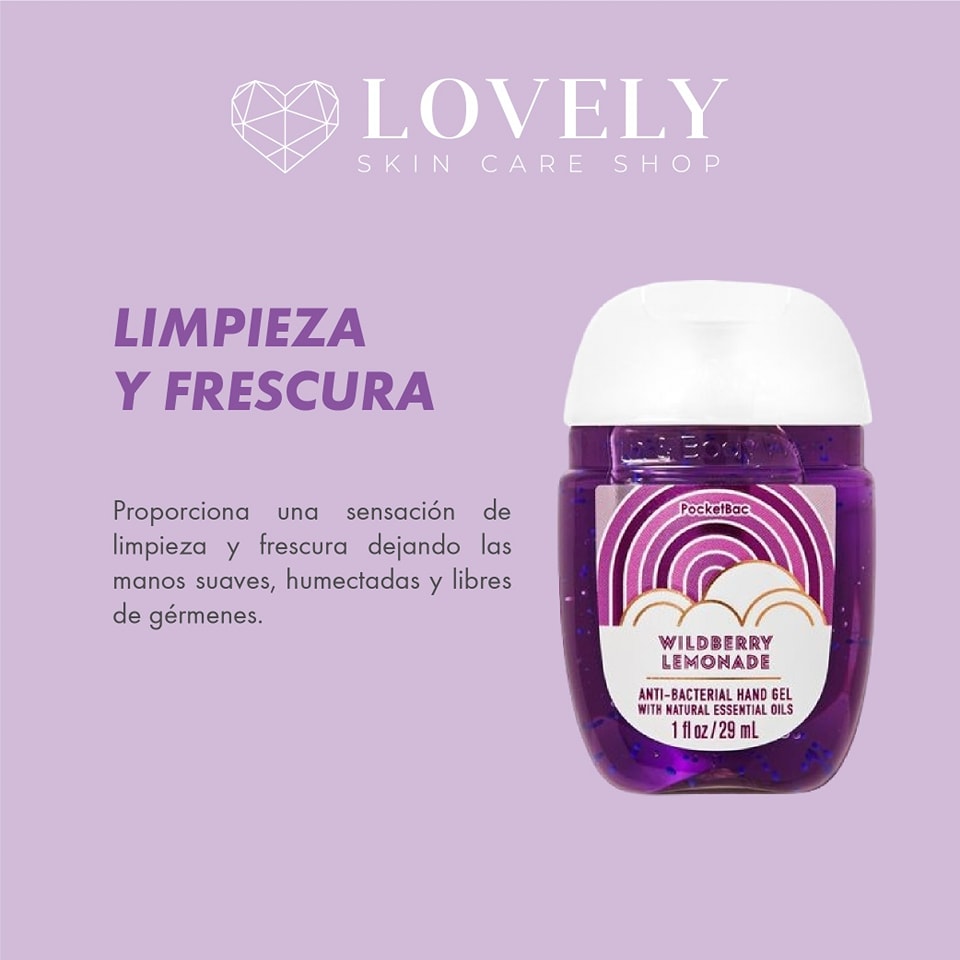 LOVELY
SKIN CARE SHOP
LIMPIEZA
Y FRESCURA
Proporciona una sensación de
limpieza y frescura dejando las
manos suaves, humectadas y libres
de gérmenes.
PocketBac
WILDBERRY
LEMONADE
ANTI-BACTERIAL HAND GEL
WITH NATURAL ESSENTIAL OILS
1 fl oz / 29 mL